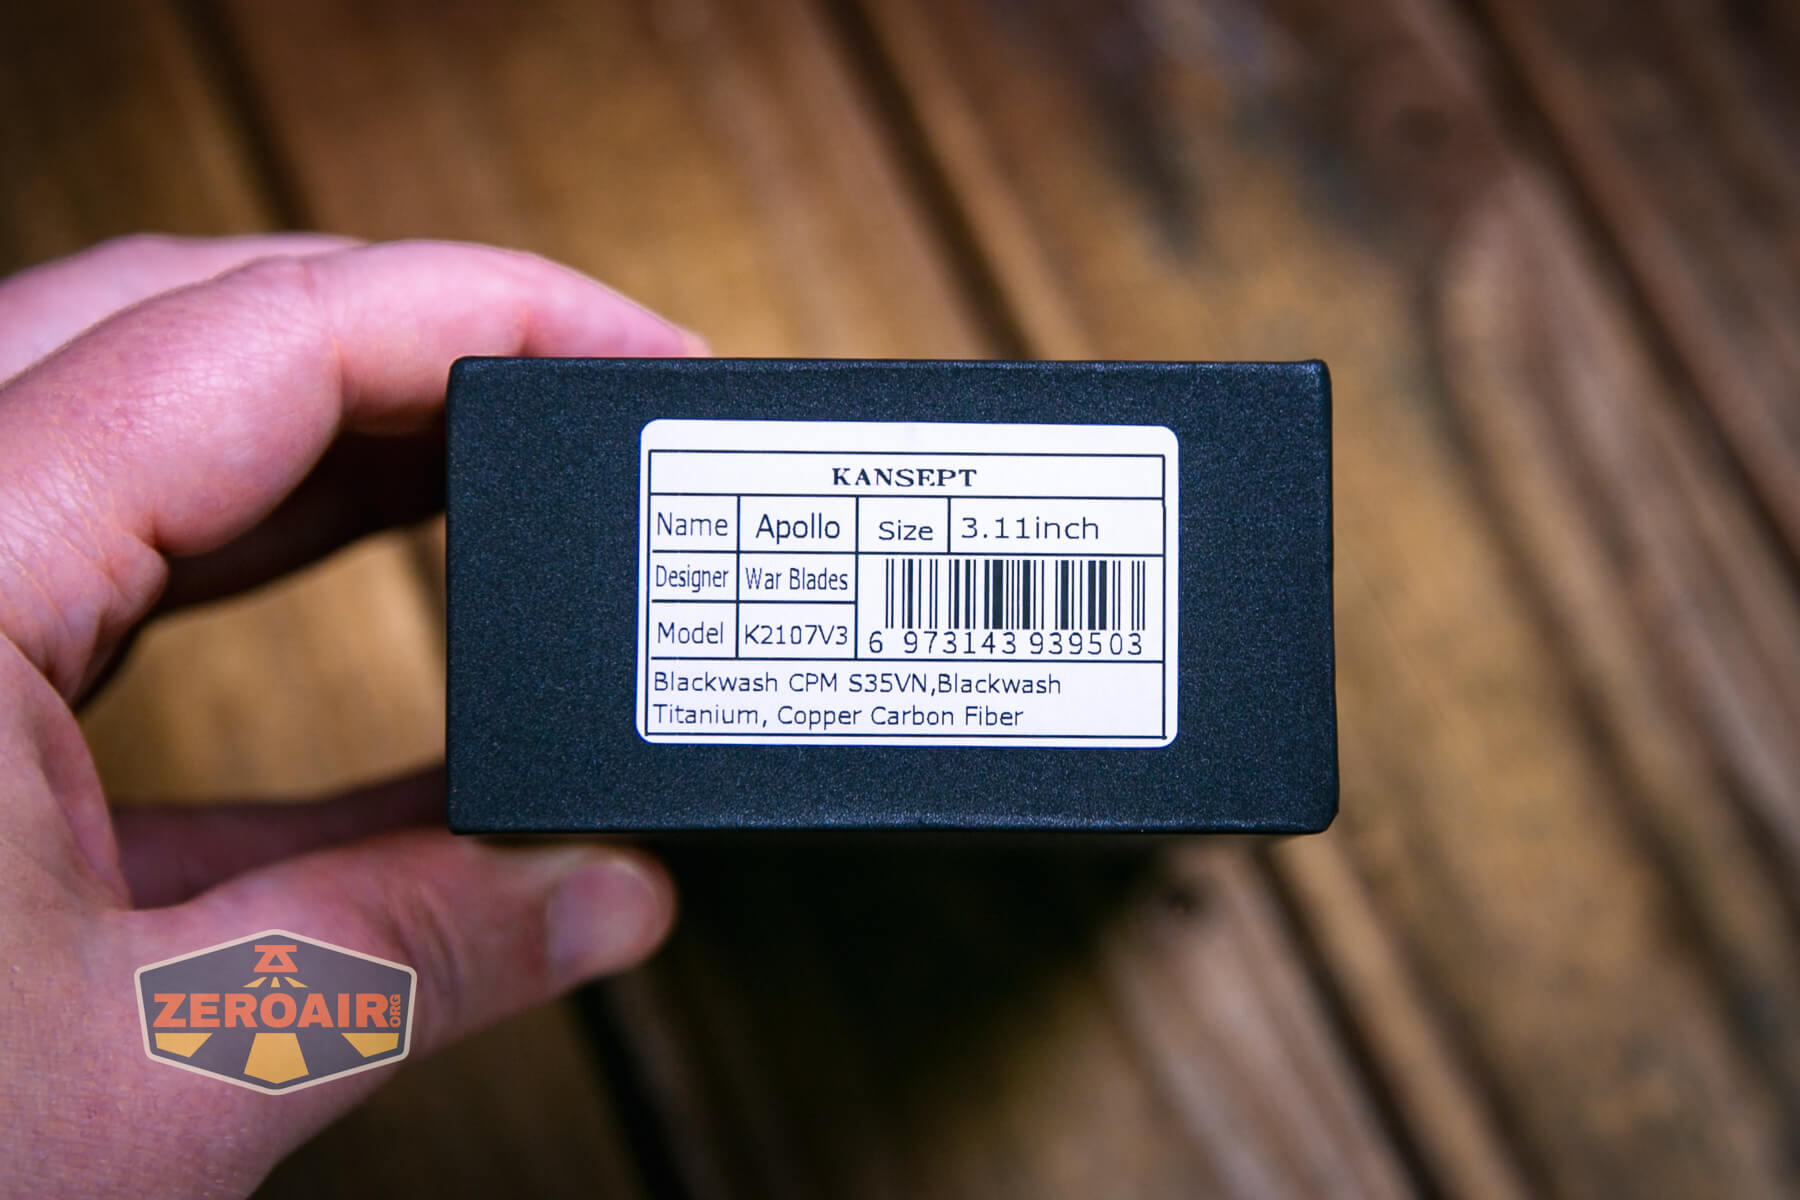 KANSEPT
Name Apollo Size 3.11inch
Designer War Blades
Model K2107V3
6 973143 939503
Blackwash CPM S35VN,Blackwash
Titanium, Copper Carbon Fiber
ZEROAIR.ORG